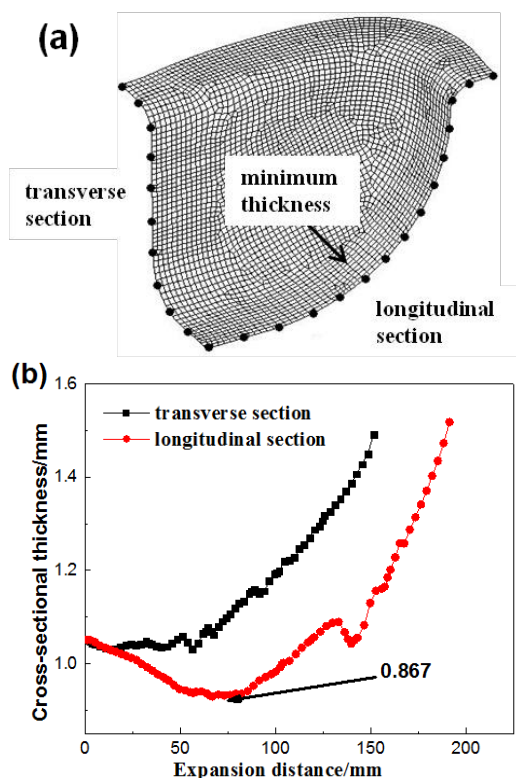 (a)
transverse
section
minimum
thickness
longitudinal
section
(b)
1.6
transverse section
longitudinal section
1.4
1.2
1.0
0.867
0 50 100 150 200
Cross-sectional thickness/mm
Expansion distance/mm